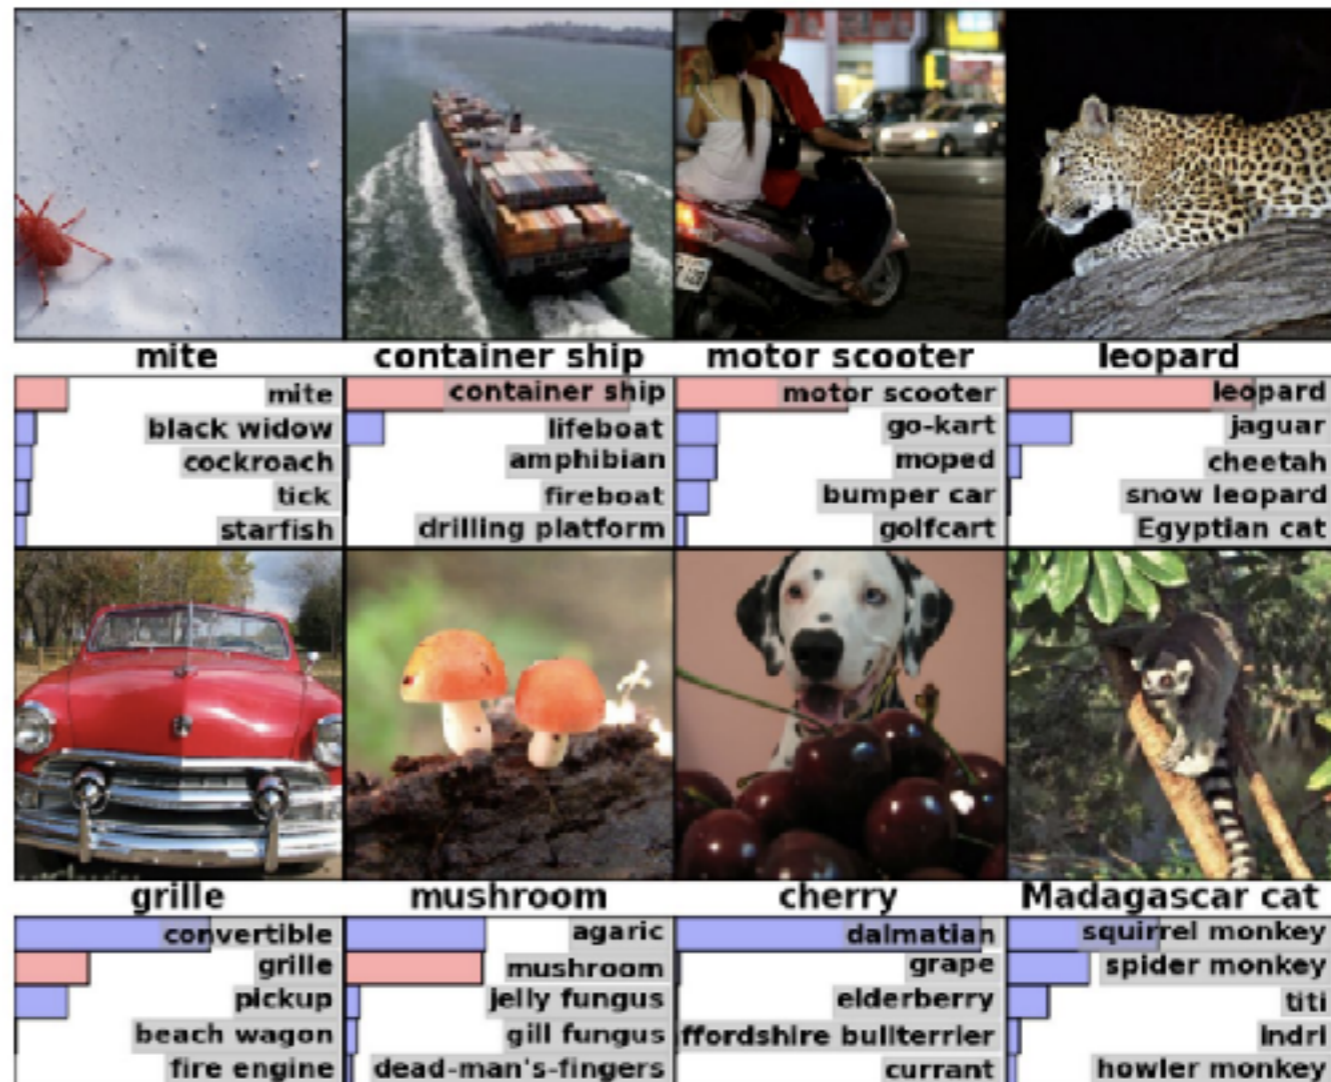 mite
container ship
motor scooter
leopard
mite
black widow
cockroach
tick
starfish
container ship
lifeboat
amphibian
fireboat
drilling platform
motor scooter
go-kart
moped
bumper car
golfcart
leopard
jaguar
cheetah
snow leopard
Egyptian cat
grille
mushroom
cherry
Madagascar cat
convertible
grille
pickup
beach wagon
fire engine
agaric
mushroom
jelly fungus
gill fungus
dead-man's-fingers
dalmatian
grape
elderberry
ffordshire bullterrier
currant
squirrel monkey
spider monkey
titi
indri
howler monkey